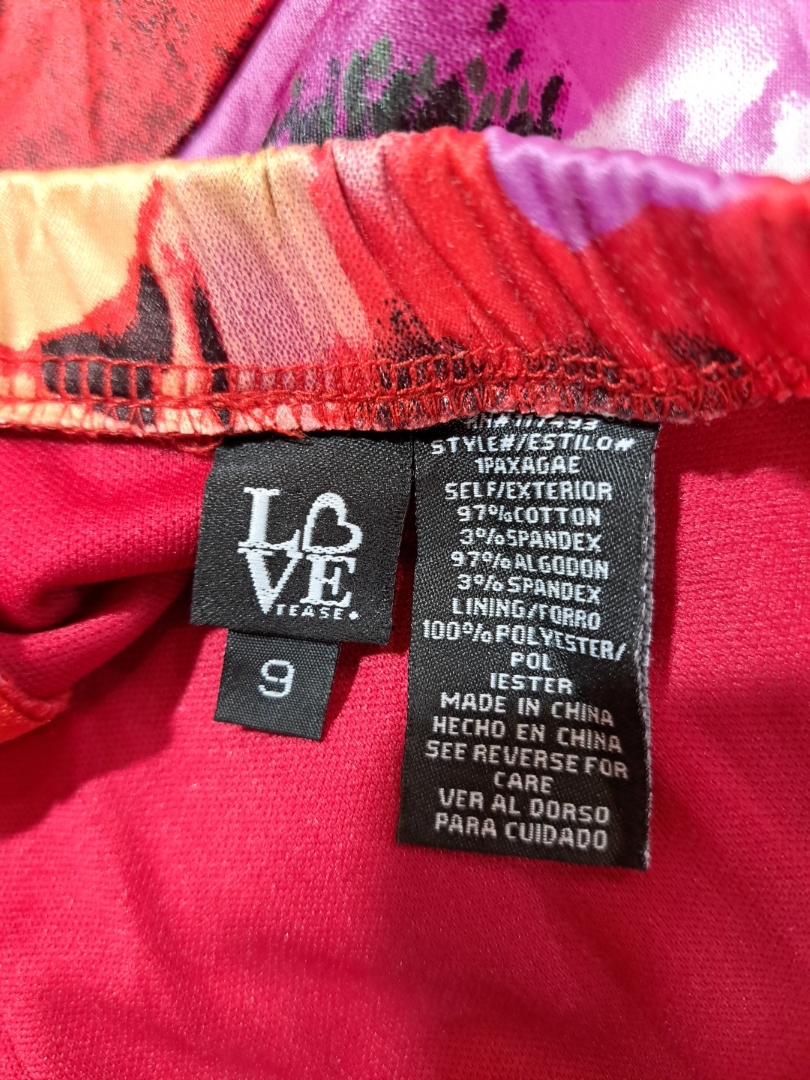 LOVE
TEASE
9
STYLE#/ESTILO#
1PAXAGAE
SELF/EXTERIOR
97%COTTON
3%SPANDEX
97%ALGODON
3%SPANDEX
LINING/FORRO
100%POLYESTER/
POL
IESTER
MADE IN CHINA
HECHO EN CHINA
SEE REVERSE FOR
CARE
VER AL DORSO
PARA CUIDADO